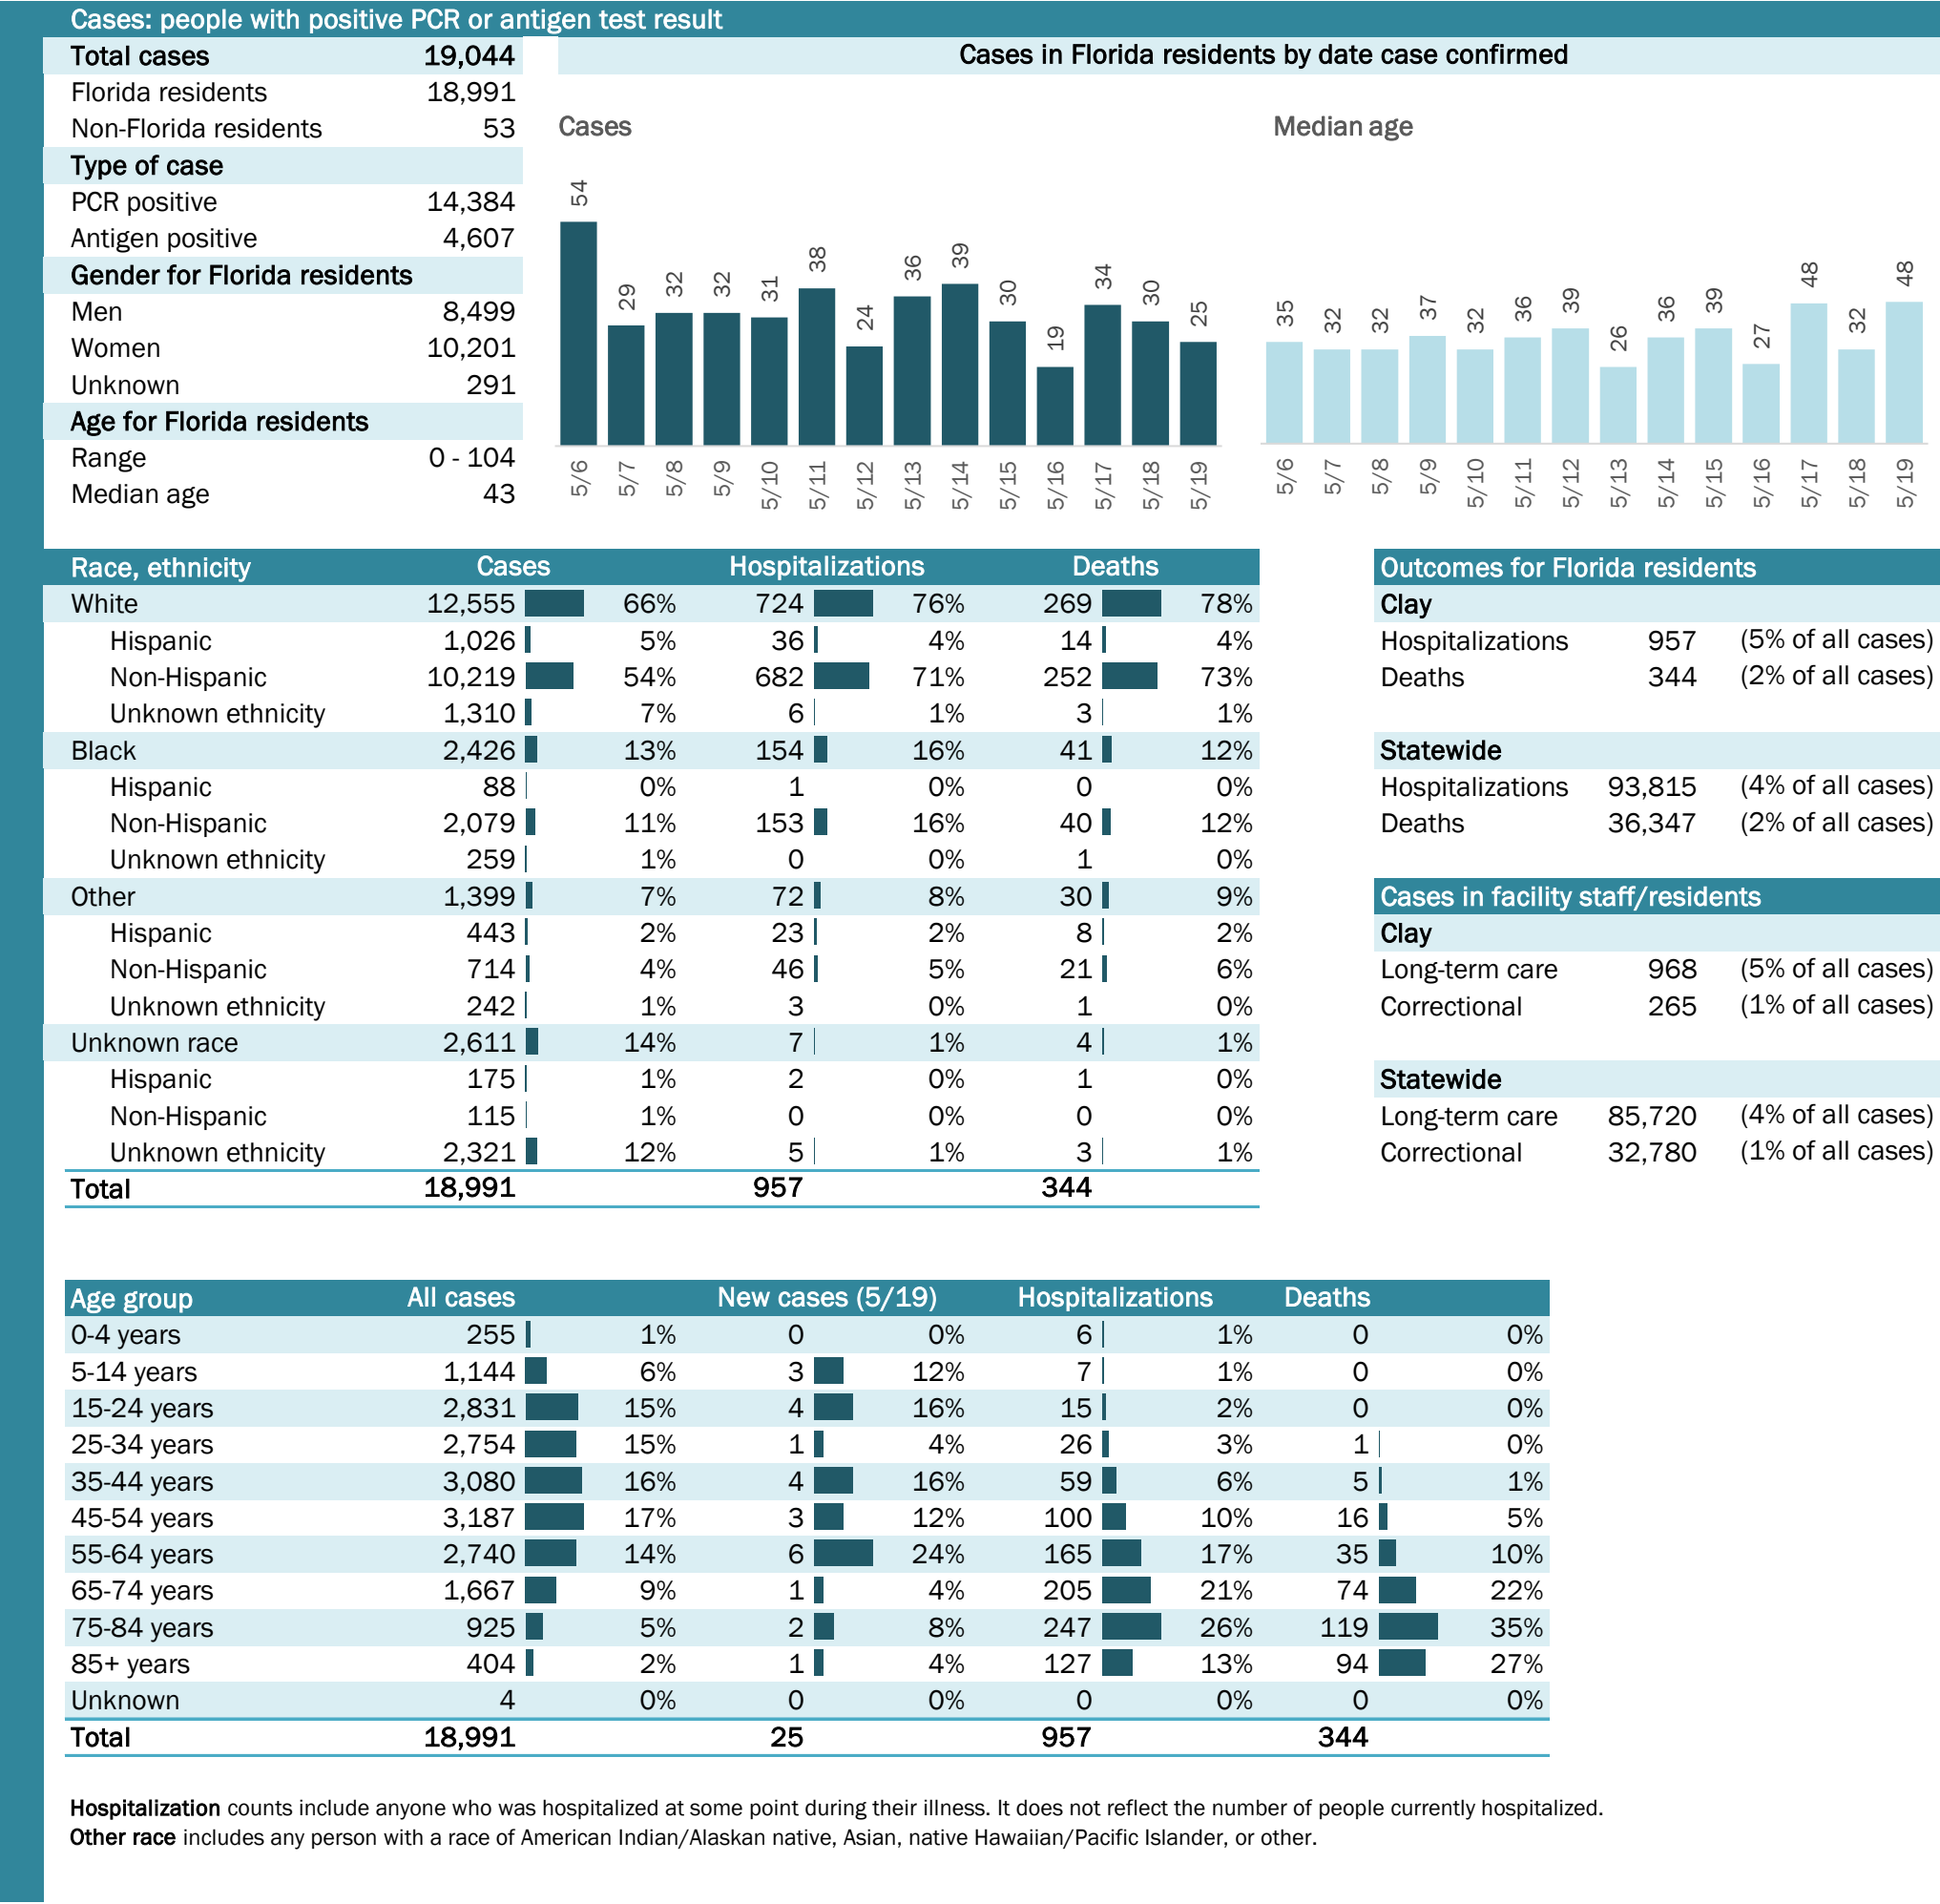 Cases: people with positive PCR or antigen test result
Total cases 19,044
Florida residents 18,991
Non-Florida residents 53
Type of case
PCR positive 14,384
Antigen positive 4,607
Gender for Florida residents
Men 8,499
Women 10,201
Unknown 291
Age for Florida residents
Range 0 - 104
Median age 43
Cases in Florida residents by date case confirmed
Cases
54 29 32 32 31 38 24 36 39 30 19 34 30 25
5/6 5/7 5/8 5/9 5/10 5/11 5/12 5/13 5/14 5/15 5/16 5/17 5/18 5/19
Median age
35 32 32 37 32 36 39 26 36 39 27 48 32 48
5/6 5/7 5/8 5/9 5/10 5/11 5/12 5/13 5/14 5/15 5/16 5/17 5/18 5/19
Race, ethnicity Cases Hospitalizations Deaths
White 12,555 66% 724 76% 269 78%
Hispanic 1,026 5% 36 4% 14 4%
Non-Hispanic 10,219 54% 682 71% 252 73%
Unknown ethnicity 1,310 7% 6 1% 3 1%
Black 2,426 13% 154 16% 41 12%
Hispanic 88 0% 1 0% 0 0%
Non-Hispanic 2,079 11% 153 16% 40 12%
Unknown ethnicity 259 1% 0 0% 1 0%
Other 1,399 7% 72 8% 30 9%
Hispanic 443 2% 23 2% 8 2%
Non-Hispanic 714 4% 46 5% 21 6%
Unknown ethnicity 242 1% 3 0% 1 0%
Unknown race 2,611 14% 7 1% 4 1%
Hispanic 175 1% 2 0% 1 0%
Non-Hispanic 115 1% 0 0% 0 0%
Unknown ethnicity 2,321 12% 5 1% 3 1%
Total 18,991 957 344
Outcomes for Florida residents
Clay
Hospitalizations 957 (5% of all cases)
Deaths 344 (2% of all cases)
Statewide
Hospitalizations 93,815 (4% of all cases)
Deaths 36,347 (2% of all cases)
Cases in facility staff/residents
Clay
Long-term care 968 (5% of all cases)
Correctional 265 (1% of all cases)
Statewide
Long-term care 85,720 (4% of all cases)
Correctional 32,780 (1% of all cases)
Age group All cases New cases (5/19) Hospitalizations Deaths
0-4 years 255 1% 0 0% 6 1% 0 0%
5-14 years 1,144 6% 3 12% 7 1% 0 0%
15-24 years 2,831 15% 4 16% 15 2% 0 0%
25-34 years 2,754 15% 1 4% 26 3% 1 0%
35-44 years 3,080 16% 4 16% 59 6% 5 1%
45-54 years 3,187 17% 3 12% 100 10% 16 5%
55-64 years 2,740 14% 6 24% 165 17% 35 10%
65-74 years 1,667 9% 1 4% 205 21% 74 22%
75-84 years 925 5% 2 8% 247 26% 119 35%
85+ years 404 2% 1 4% 127 13% 94 27%
Unknown 4 0% 0 0% 0 0% 0 0%
Total 18,991 25 957 344
Hospitalization counts include anyone who was hospitalized at some point during their illness. It does not reflect the number of people currently hospitalized.
Other race includes any person with a race of American Indian/Alaskan native, Asian, native Hawaiian/Pacific Islander, or other.